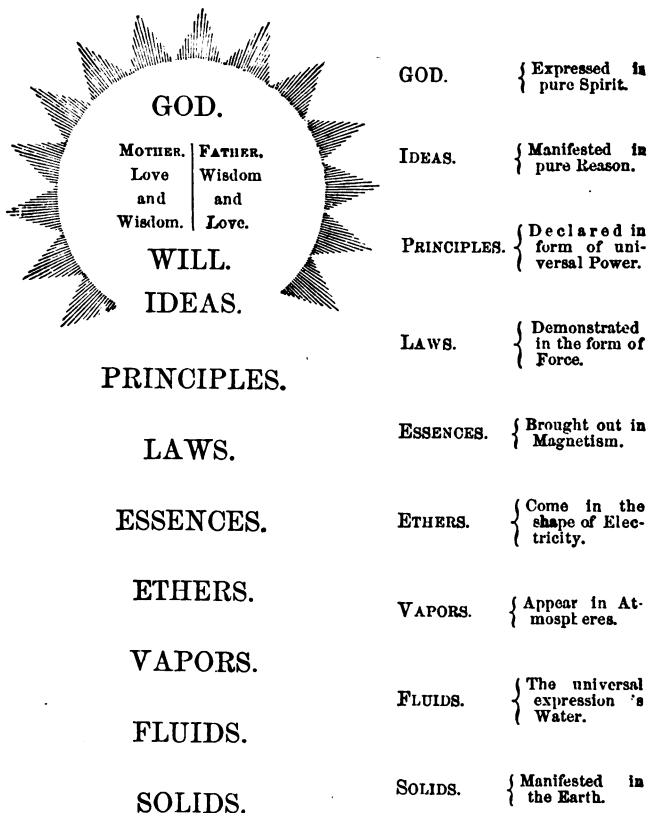 GOD.
MOTHER. FATHER.
Love Wisdom
and and
Wisdom. Love.
WILL.
IDEAS.
PRINCIPLES.
LAWS.
ESSENCES.
ETHERS.
VAPORS.
FLUIDS.
SOLIDS.
GOD. { Expressed in
pure Spirit.
IDEAS. { Manifested in
pure Reason.
PRINCIPLES. { Declared in
form of uni-
versal Power.
LAWS. { Demonstrated
in the form of
Force.
ESSENCES. { Brought out in
Magnetism.
ETHERS. { Come in the
shape of Elec-
tricity.
VAPORS. { Appear in At-
mospheres.
FLUIDS. { The universal
expression 's
Water.
SOLIDS. { Manifested in
the Earth.